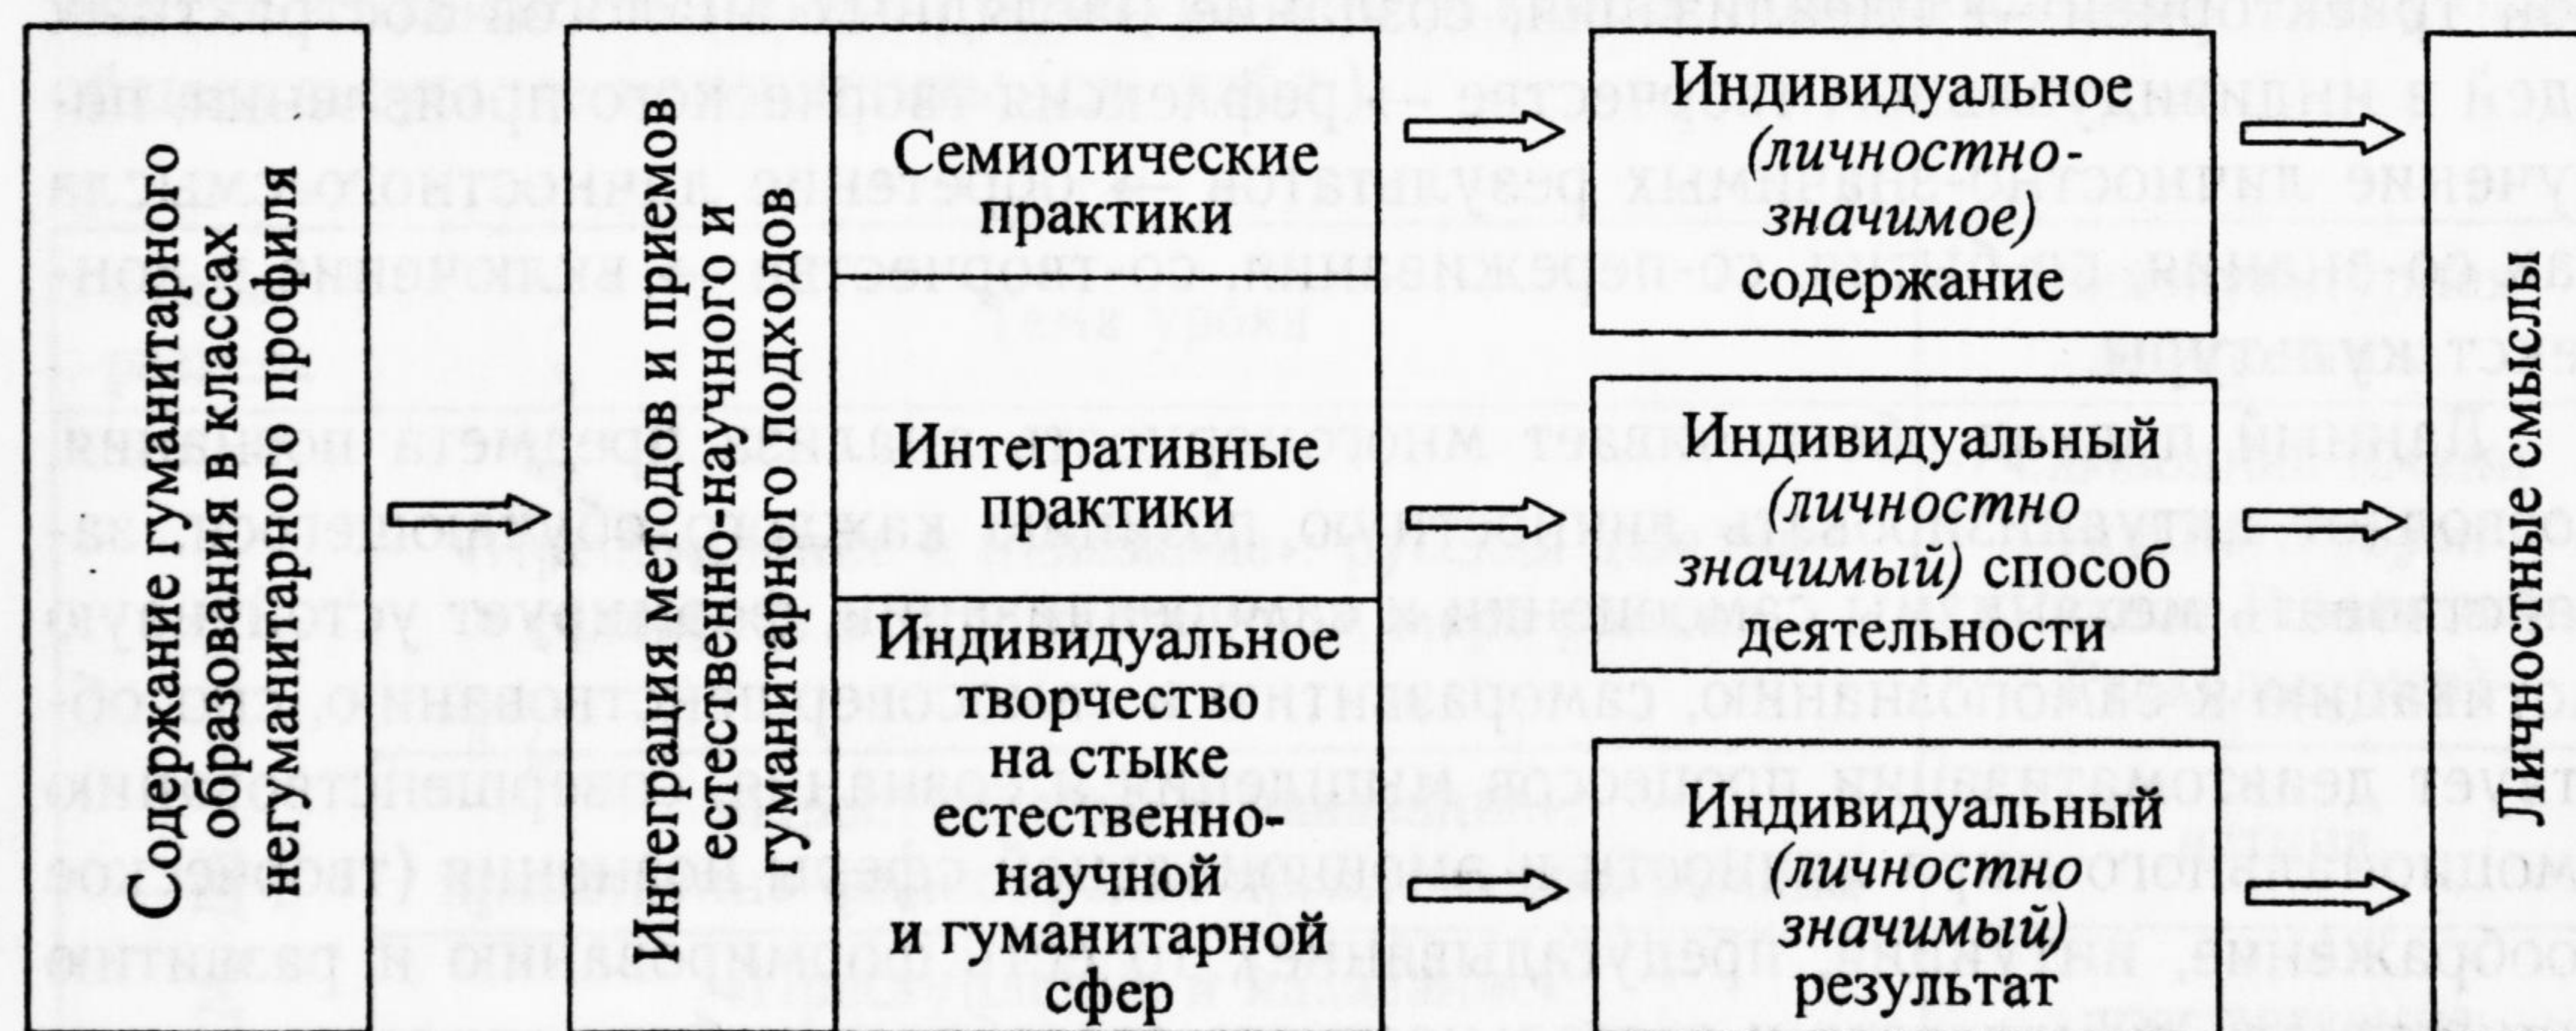 Содержание гуманитарного
образования в классах
негуманитарного профиля
Интеграция методов и приемов
естественно-научного и
гуманитарного подходов
Семиотические
практики
Интегративные
практики
Индивидуальное
творчество
на стыке
естественно-
научной
и гуманитарной
сфер
Индивидуальное
(личностно-
значимое)
содержание
Индивидуальный
(личностно
значимый) способ
деятельности
Индивидуальный
(личностно
значимый)
результат
Личностные смыслы